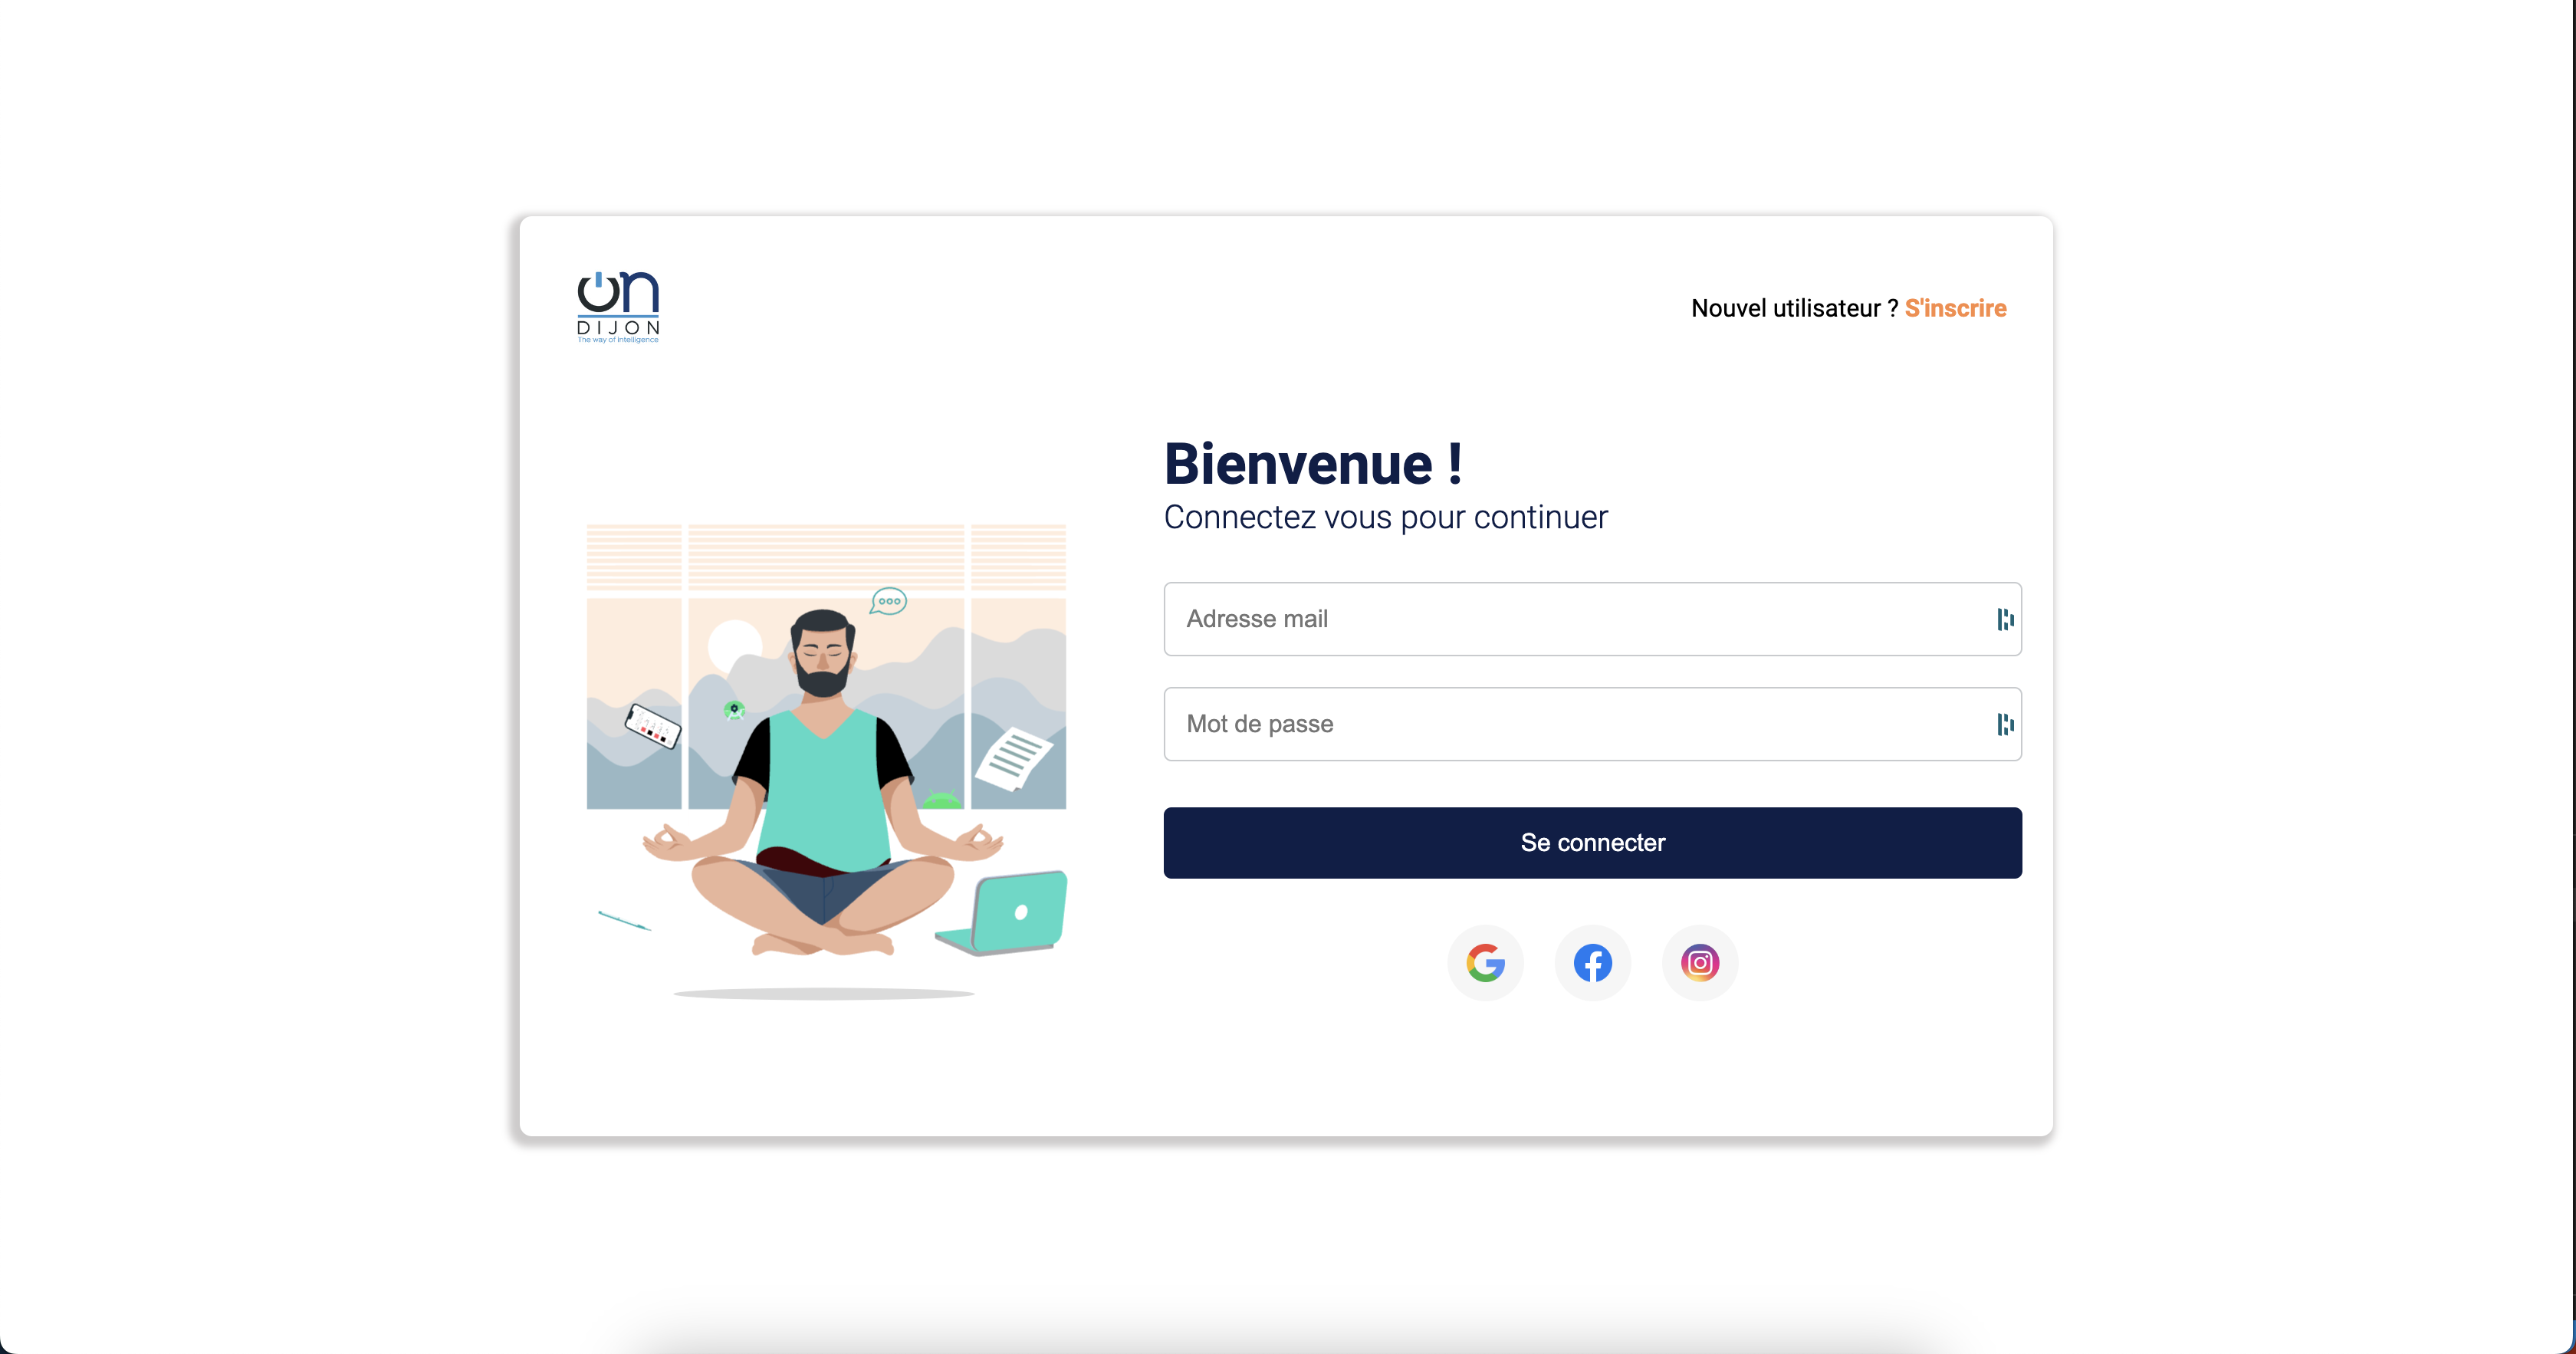 on
DIJON
The way of intelligence
Nouvel utilisateur ? S'inscrire
Bienvenue !
Connectez vous pour continuer
Adresse mail
Mot de passe
Se connecter